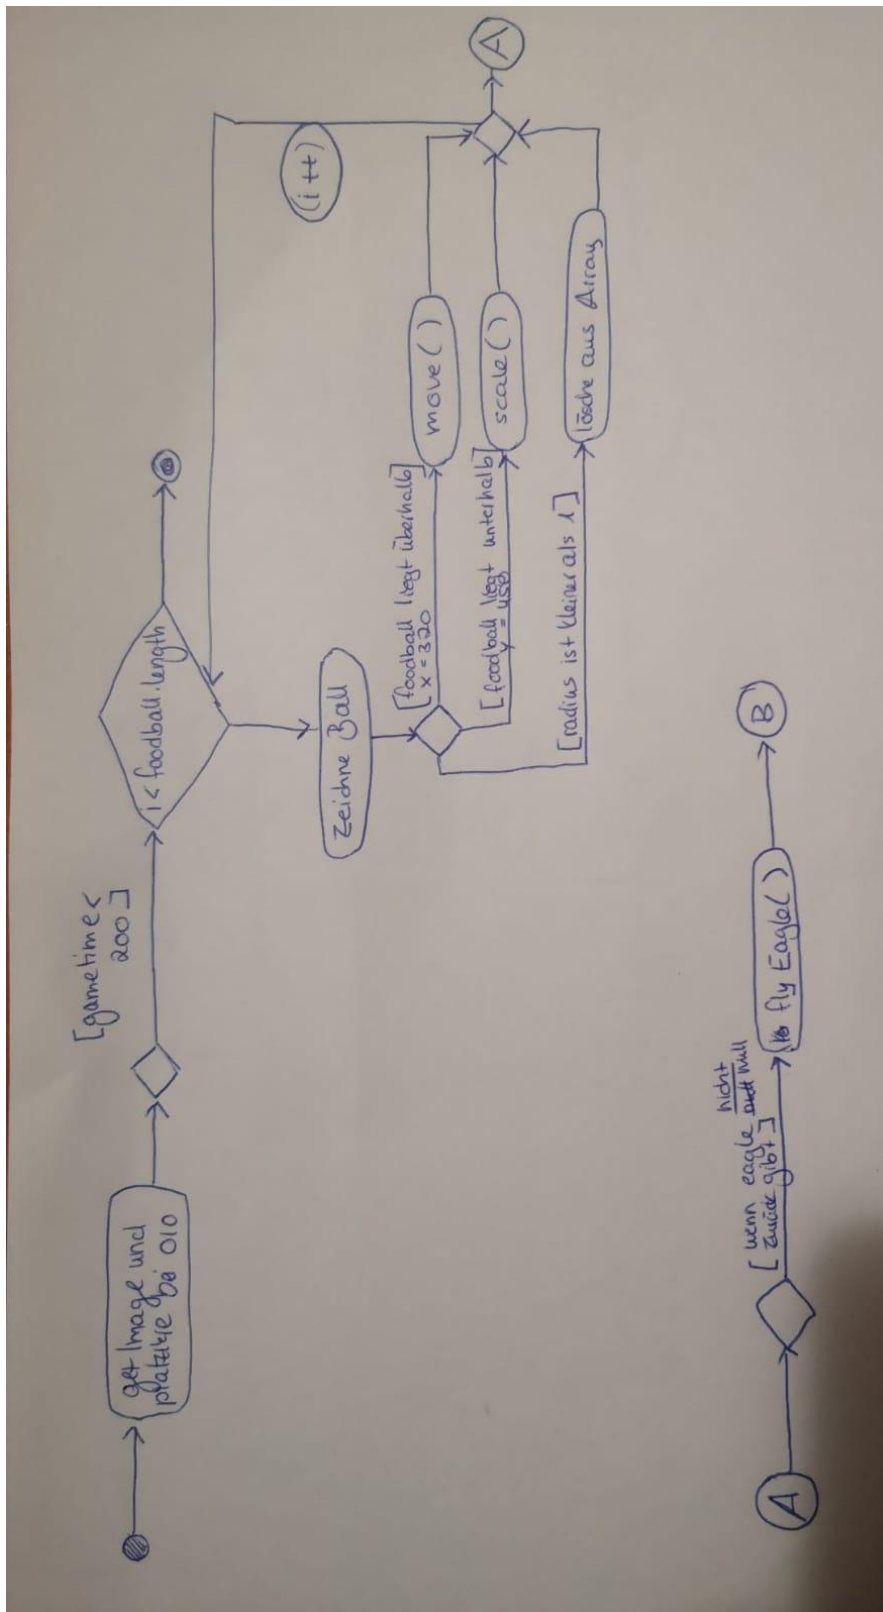 get Image und
platziere bei 010
[gametime<
200]
i< foodball.length
(i++)
Zeichne Ball
[foodball liegt überhalb]
x = 320
move()
[foodball liegt unterhalb]
y = 450
scale()
[radius ist kleiner als 1]
lösche aus Array
A
A
[wenn eagle nicht null
zurück gibt]
fly Eagle()
B